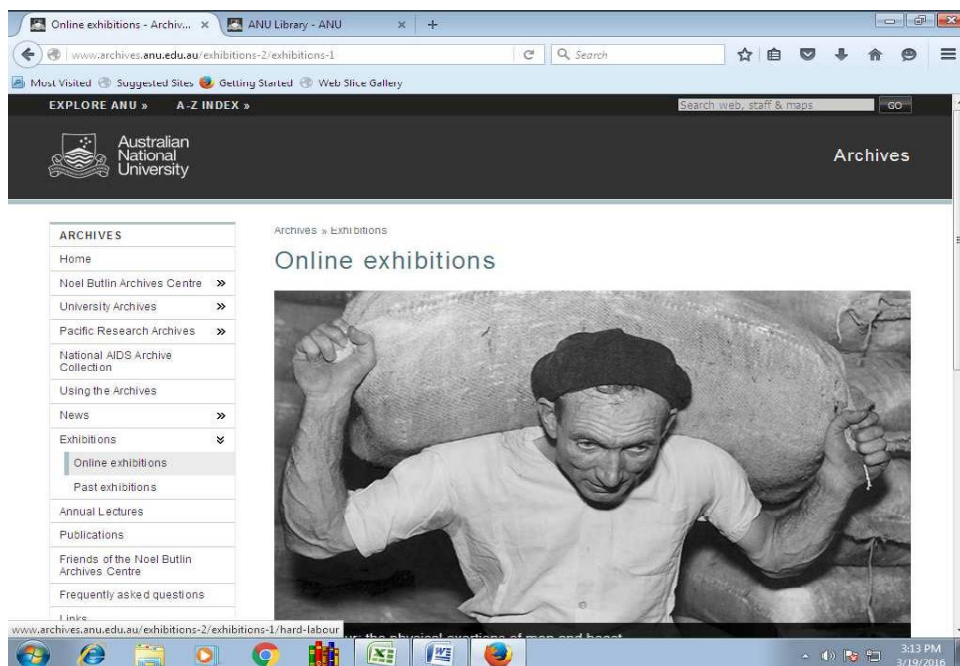 Online exhibitions - Archiv... × ANU Library - ANU × +
www.archives.anu.edu.au/exhibitions-2/exhibitions-1 Search
Most Visited Suggested Sites Getting Started Web Slice Gallery
EXPLORE ANU » A-Z INDEX » Search web, staff & maps GO
Australian
National
University
Archives
ARCHIVES
Home
Noel Butlin Archives Centre »
University Archives »
Pacific Research Archives »
National AIDS Archive
Collection
Using the Archives
News »
Exhibitions
Online exhibitions
Past exhibitions
Annual Lectures
Publications
Friends of the Noel Butlin
Archives Centre
Frequently asked questions
Links
Archives » Exhibitions
Online exhibitions
the physical exertions of man and beast
www.archives.anu.edu.au/exhibitions-2/exhibitions-1/hard-labour
3:13 PM
3/19/2016